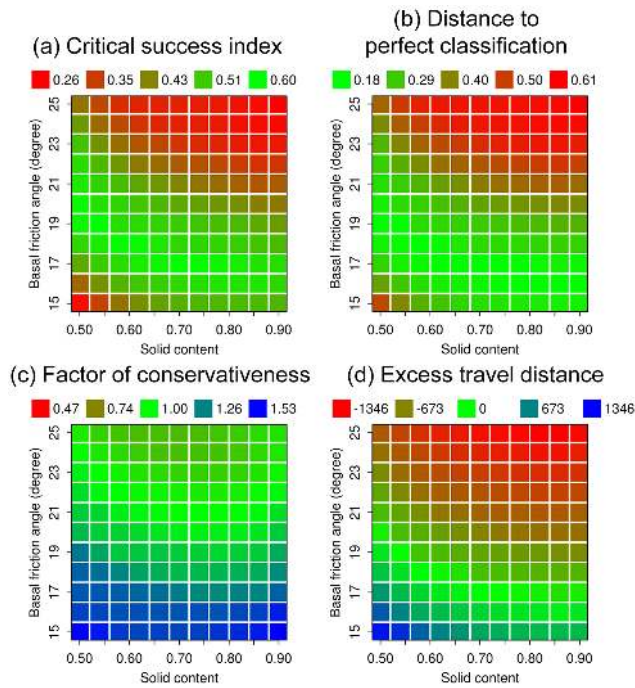 (a) Critical success index
0.26 0.35 0.43 0.51 0.60
Basal friction angle (degree)
25
23
21
19
17
15
0.50 0.60 0.70 0.80 0.90
Solid content
(b) Distance to
perfect classification
0.18 0.29 0.40 0.50 0.61
Basal friction angle (degree)
25
23
21
19
17
15
0.50 0.60 0.70 0.80 0.90
Solid content
(c) Factor of conservativeness
0.47 0.74 1.00 1.26 1.53
Basal friction angle (degree)
25
23
21
19
17
15
0.50 0.60 0.70 0.80 0.90
Solid content
(d) Excess travel distance
-1346 -673 0 673 1346
Basal friction angle (degree)
25
23
21
19
17
15
0.50 0.60 0.70 0.80 0.90
Solid content